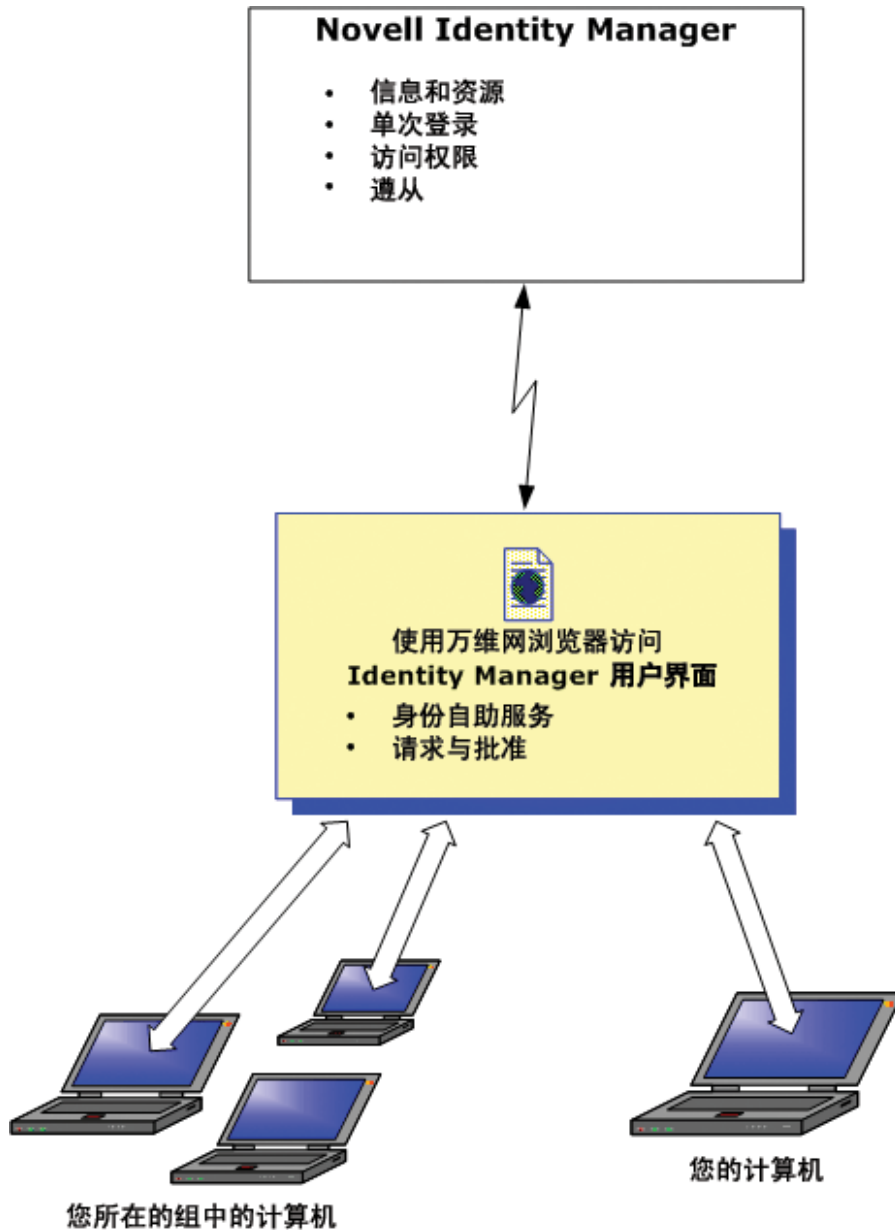 Novell Identity Manager
• 信息和资源
• 单次登录
• 访问权限
• 遵从
使用万维网浏览器访问
Identity Manager 用户界面
• 身份自助服务
• 请求与批准
您的计算机
您所在的组中的计算机